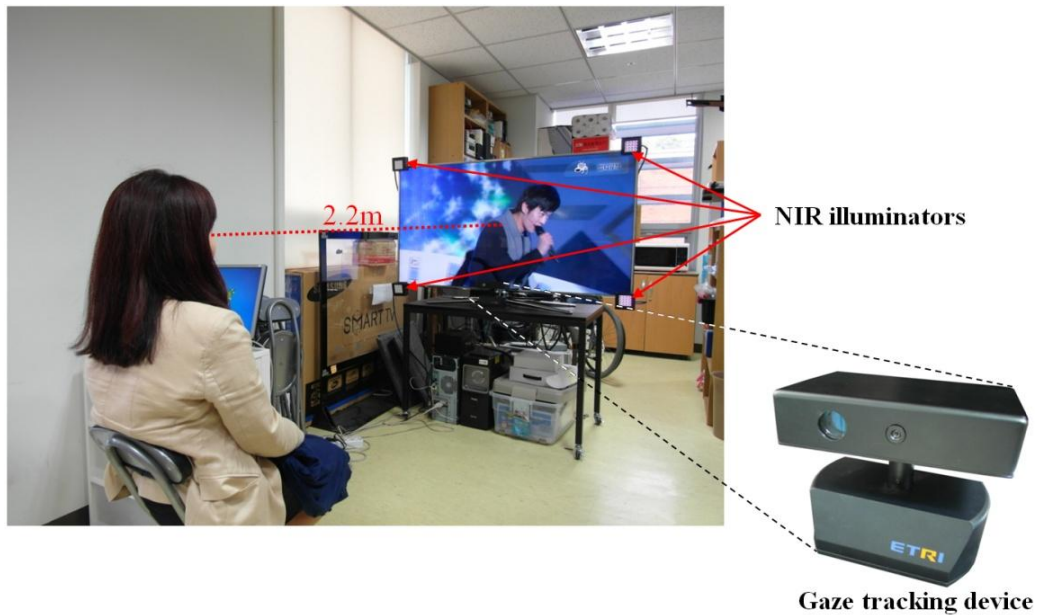 2.2m
NIR illuminators
SMART TV
ETRI
Gaze tracking device